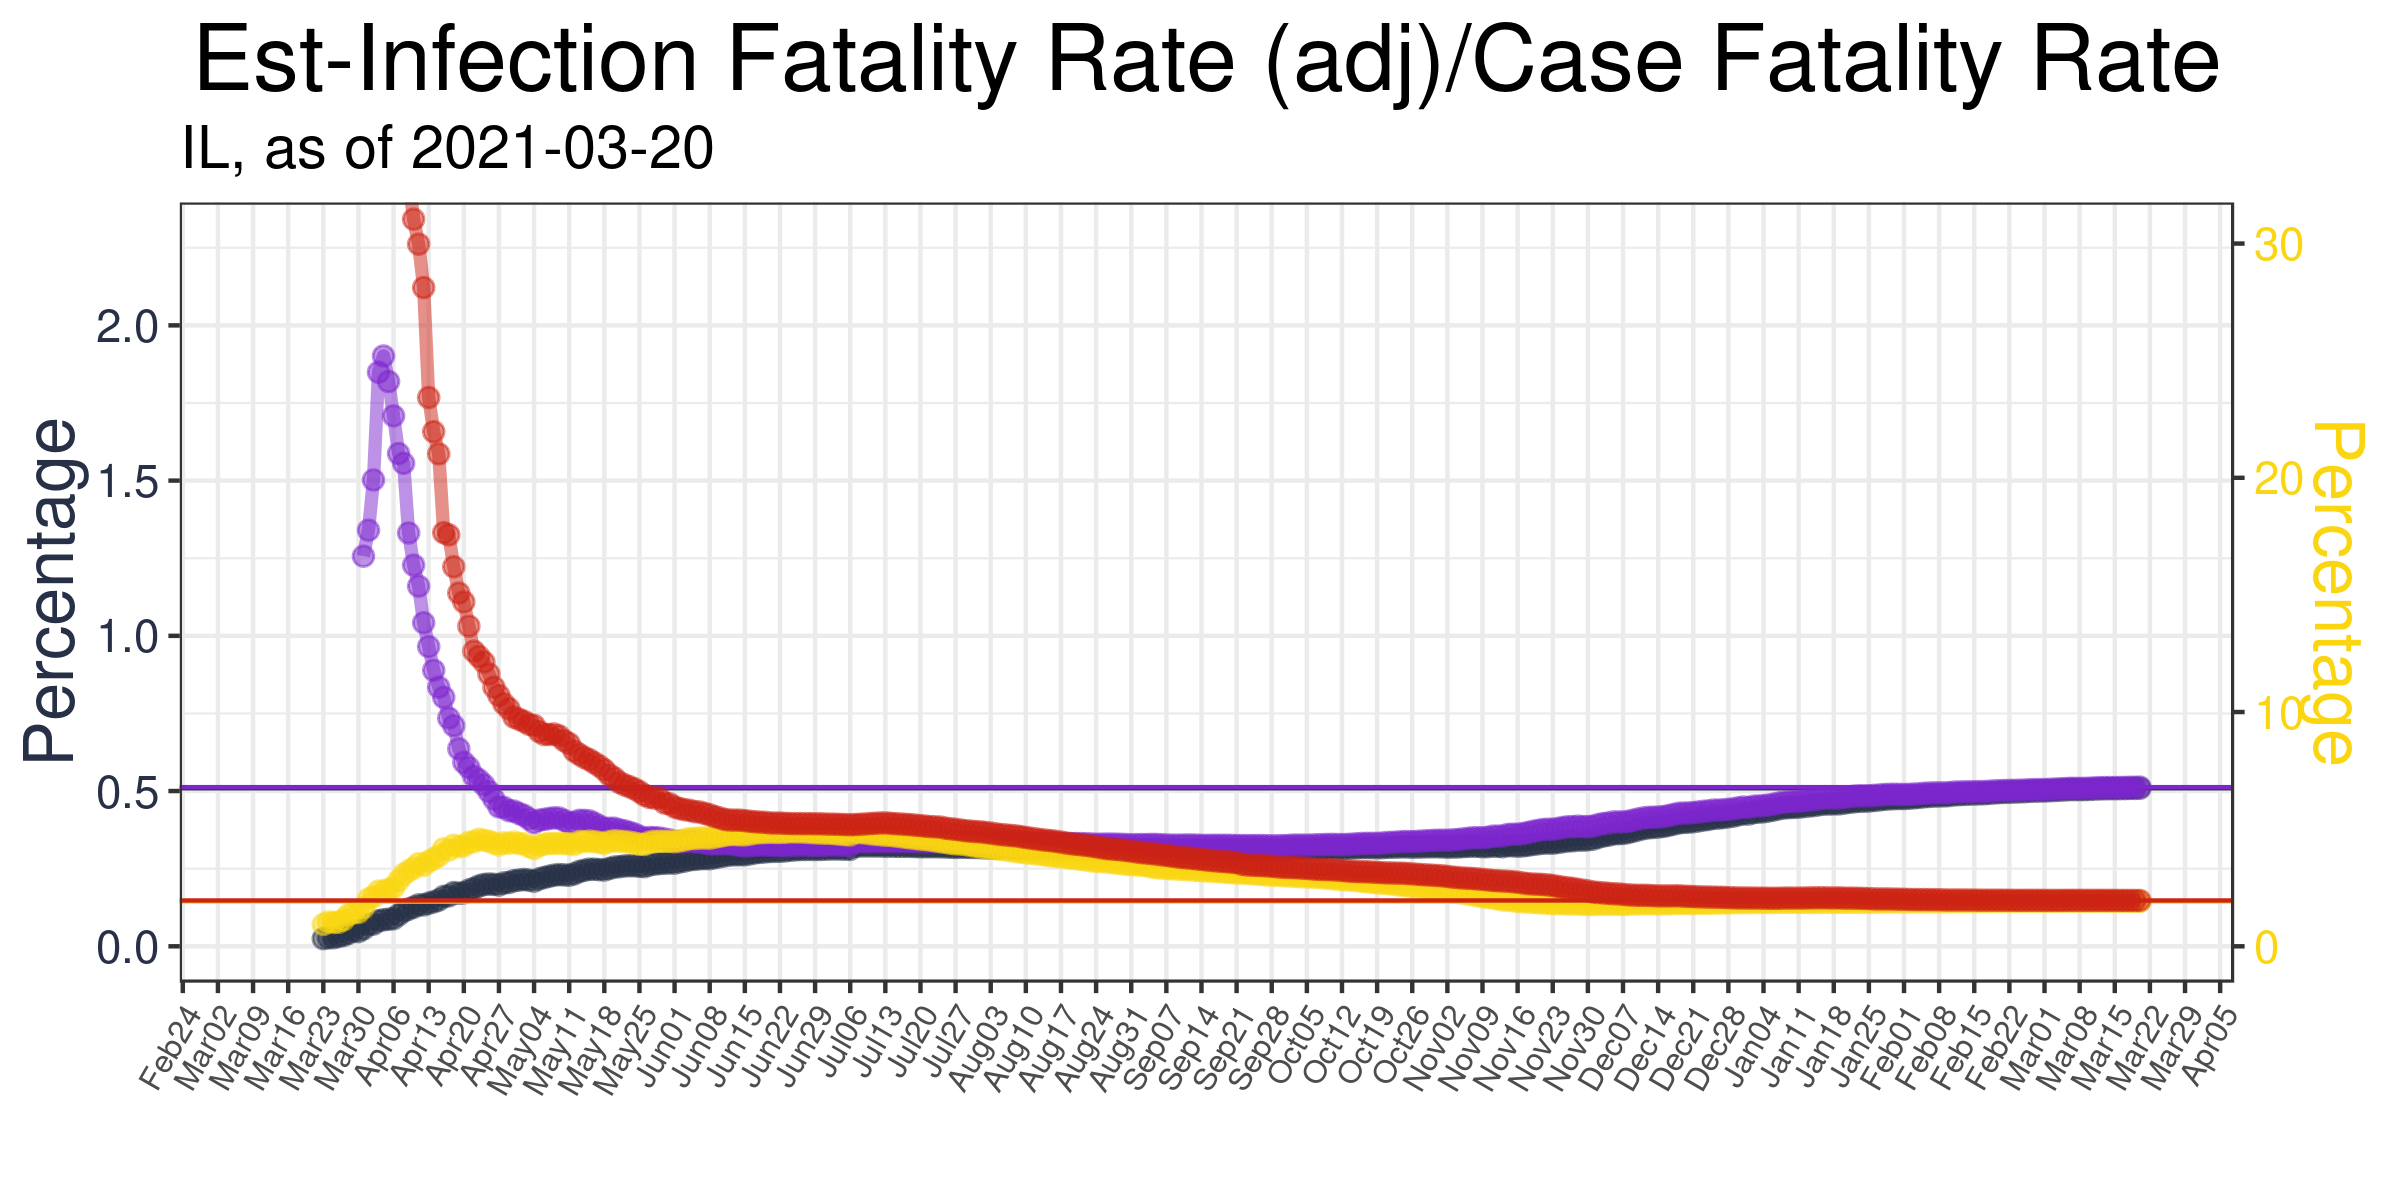 Est-Infection Fatality Rate (adj)/Case Fatality Rate
IL, as of 2021-03-20
Percentage
2.0
1.5
1.0
0.5
0.0
30
20
10
0
Percentage
Feb24 Mar02 Mar09 Mar16 Mar23 Mar30 Apr06 Apr13 Apr20 Apr27 May04 May11 May18 May25 Jun01 Jun08 Jun15 Jun22 Jun29 Jul06 Jul13 Jul20 Jul27 Aug03 Aug10 Aug17 Aug24 Aug31 Sep07 Sep14 Sep21 Sep28 Oct05 Oct12 Oct19 Oct26 Nov02 Nov09 Nov16 Nov23 Nov30 Dec07 Dec14 Dec21 Dec28 Jan04 Jan11 Jan18 Jan25 Feb01 Feb08 Feb15 Feb22 Mar01 Mar08 Mar15 Mar22 Mar29 Apr05